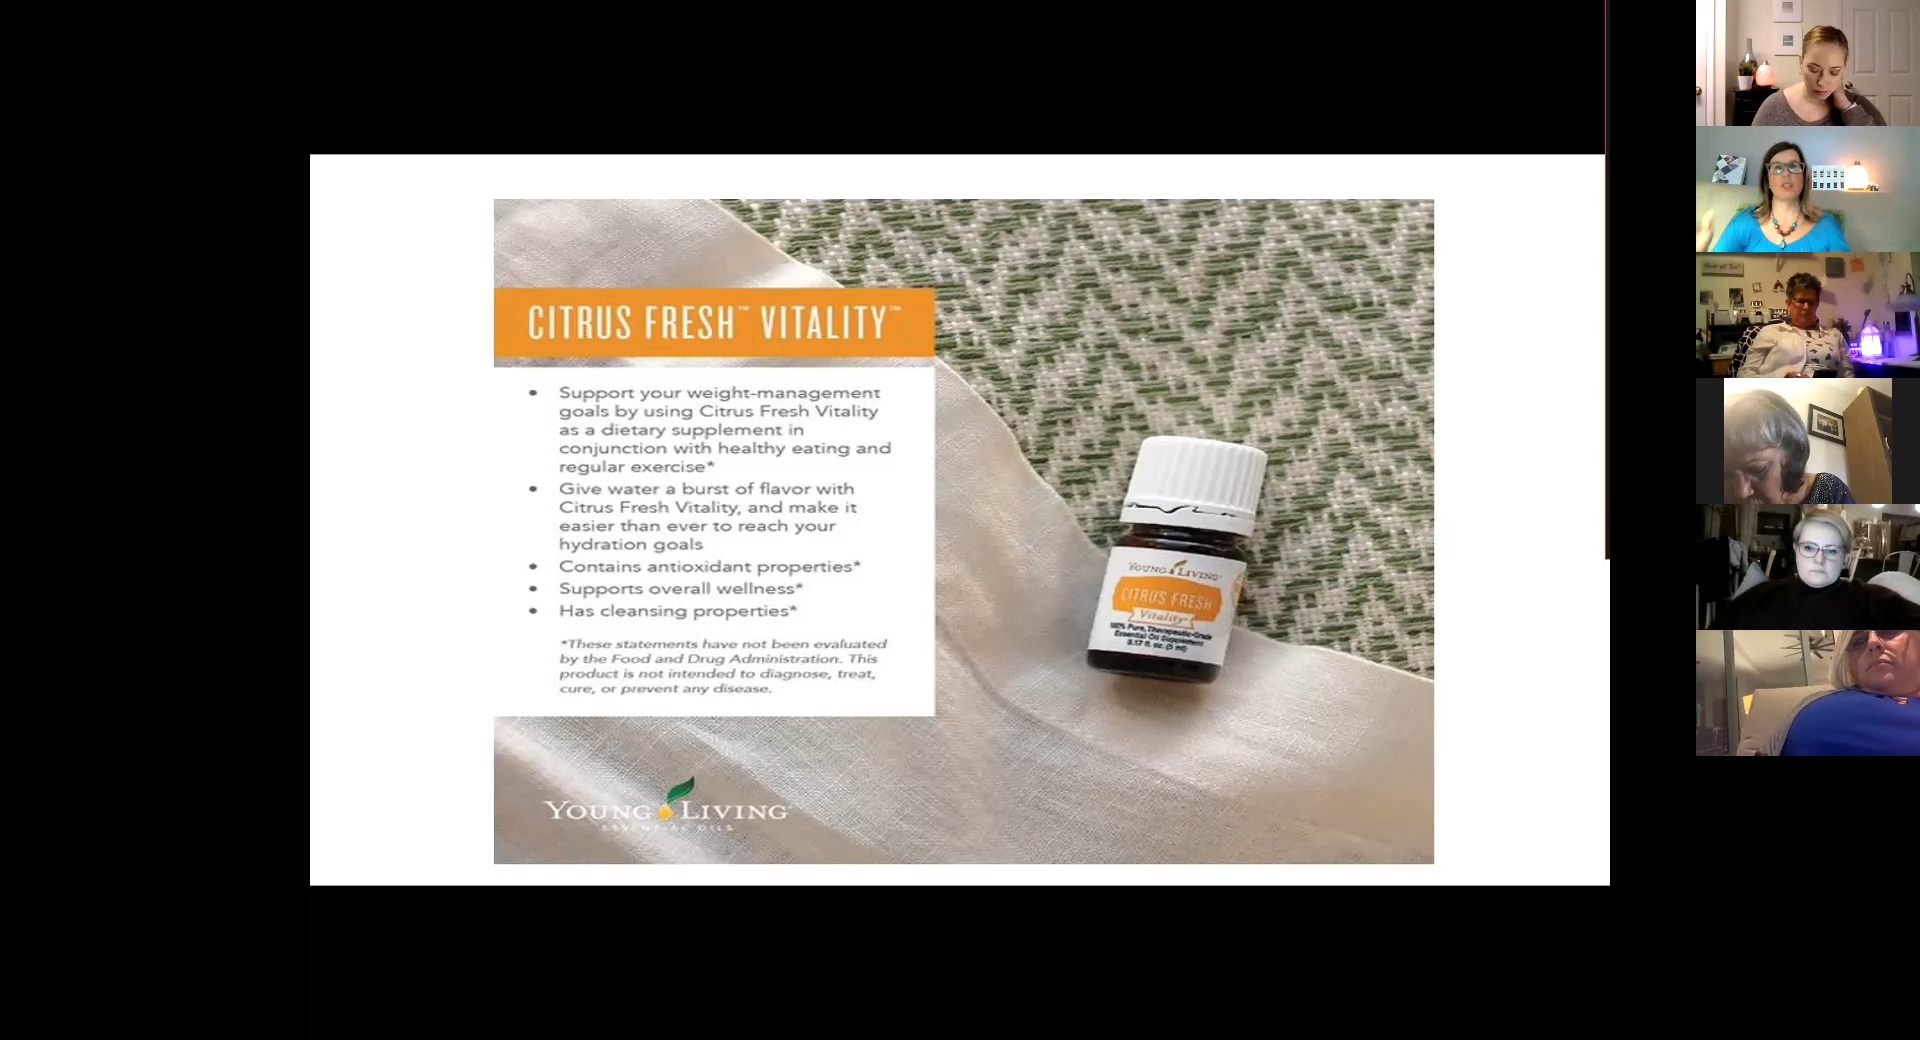 CITRUS FRESH™ VITALITY™
• Support your weight-management
goals by using Citrus Fresh Vitality
as a dietary supplement in
conjunction with healthy eating and
regular exercise*
• Give water a burst of flavor with
Citrus Fresh Vitality, and make it
easier than ever to reach your
hydration goals
• Contains antioxidant properties*
• Supports overall wellness*
• Has cleansing properties*
*These statements have not been evaluated
by the Food and Drug Administration. This
product is not intended to diagnose, treat,
cure, or prevent any disease.
YOUNG LIVING
ESSENTIAL OILS
YOUNG LIVING
CITRUS FRESH
Vitality™
100% Pure, Therapeutic-Grade
Essential Oil Supplement
0.17 fl. oz. (5 ml)